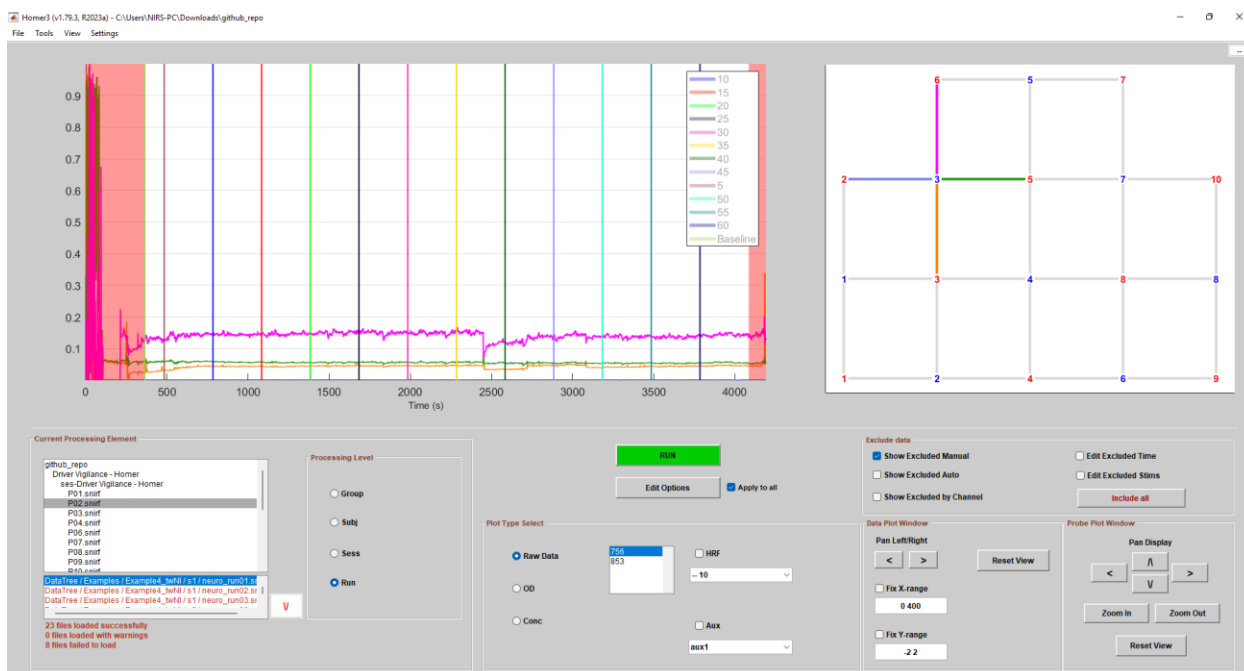 Homer3 (v1.79.3, R2023a) - C:\Users\NIRS-PC\Downloads\github_repo
File Tools View Settings
0.9
0.8
0.7
0.6
0.5
0.4
0.3
0.2
0.1
0 500 1000 1500 2000 2500 3000 3500 4000
Time (s)
10
15
20
25
30
35
40
45
5
50
55
60
Baseline
6 5 7
2 3 5 7 10
1 3 4 8 8
1 2 4 6 9
Current Processing Element
github_repo
Driver Vigilance - Homer
ses-Driver Vigilance - Homer
P01.snirf
P02.snirf
P03.snirf
P04.snirf
P06.snirf
P07.snirf
P08.snirf
P09.snirf
P10.snirf
DataTree / Examples / Example4_twNI / s1 / neuro_run01.sr
DataTree / Examples / Example4_twNI / s1 / neuro_run02.sr
DataTree / Examples / Example4_twNI / s1 / neuro_run03.sr
V
23 files loaded successfully
0 files loaded with warnings
8 files failed to load
Processing Level
Group
Subj
Sess
Run
RUN
Edit Options
Apply to all
Plot Type Select
Raw Data
OD
Conc
756
853
HRF
-- 10
Aux
aux1
Exclude data
Show Excluded Manual
Show Excluded Auto
Show Excluded by Channel
Edit Excluded Time
Edit Excluded Stims
Include all
Data Plot Window
Pan Left/Right
< >
Reset View
Fix X-range
0 400
Fix Y-range
-2 2
Probe Plot Window
Pan Display
/\
< >
V
Zoom In Zoom Out
Reset View